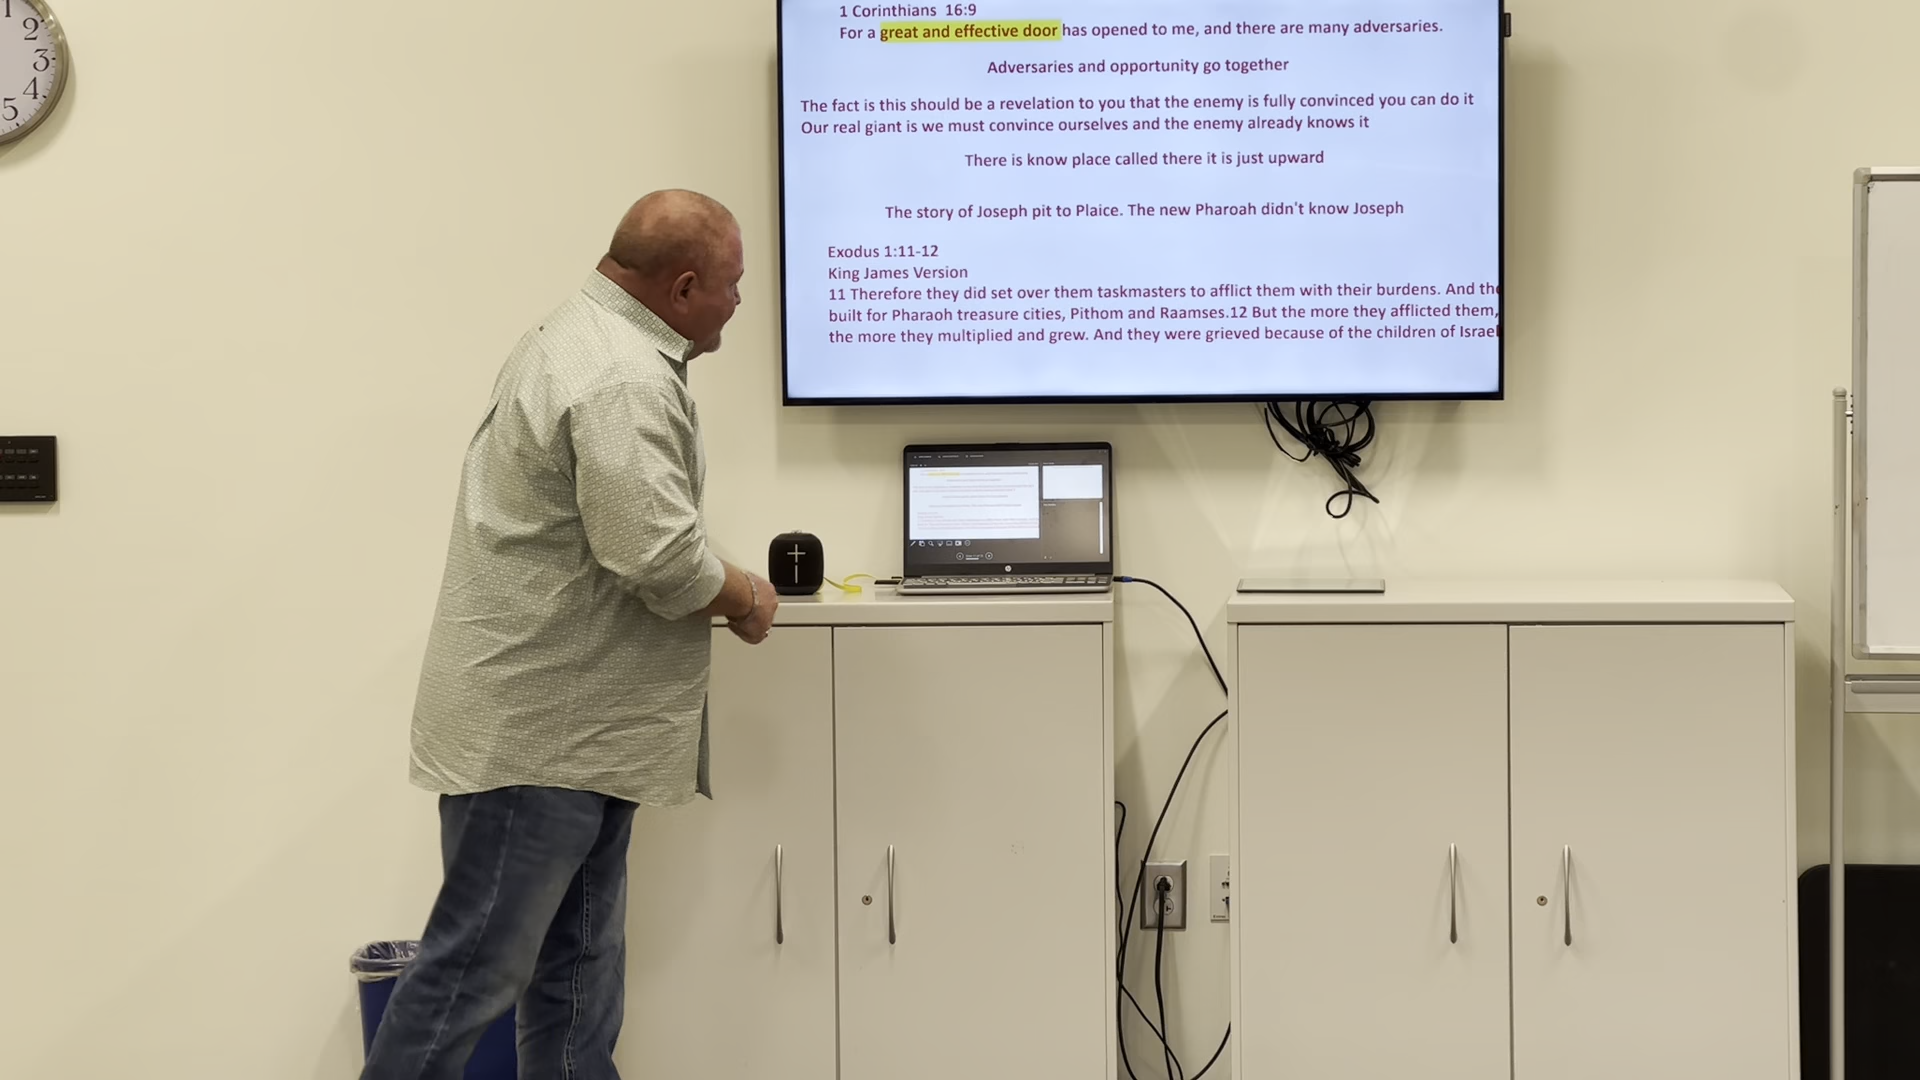 1
2
3
4
5
1 Corinthians 16:9
For a great and effective door has opened to me, and there are many adversaries.
Adversaries and opportunity go together
The fact is this should be a revelation to you that the enemy is fully convinced you can do it
Our real giant is we must convince ourselves and the enemy already knows it
There is know place called there it is just upward
The story of Joseph pit to Plaice. The new Pharoah didn't know Joseph
Exodus 1:11-12
King James Version
11 Therefore they did set over them taskmasters to afflict them with their burdens. And the
built for Pharaoh treasure cities, Pithom and Raamses.12 But the more they afflicted them,
the more they multiplied and grew. And they were grieved because of the children of Israel
hp